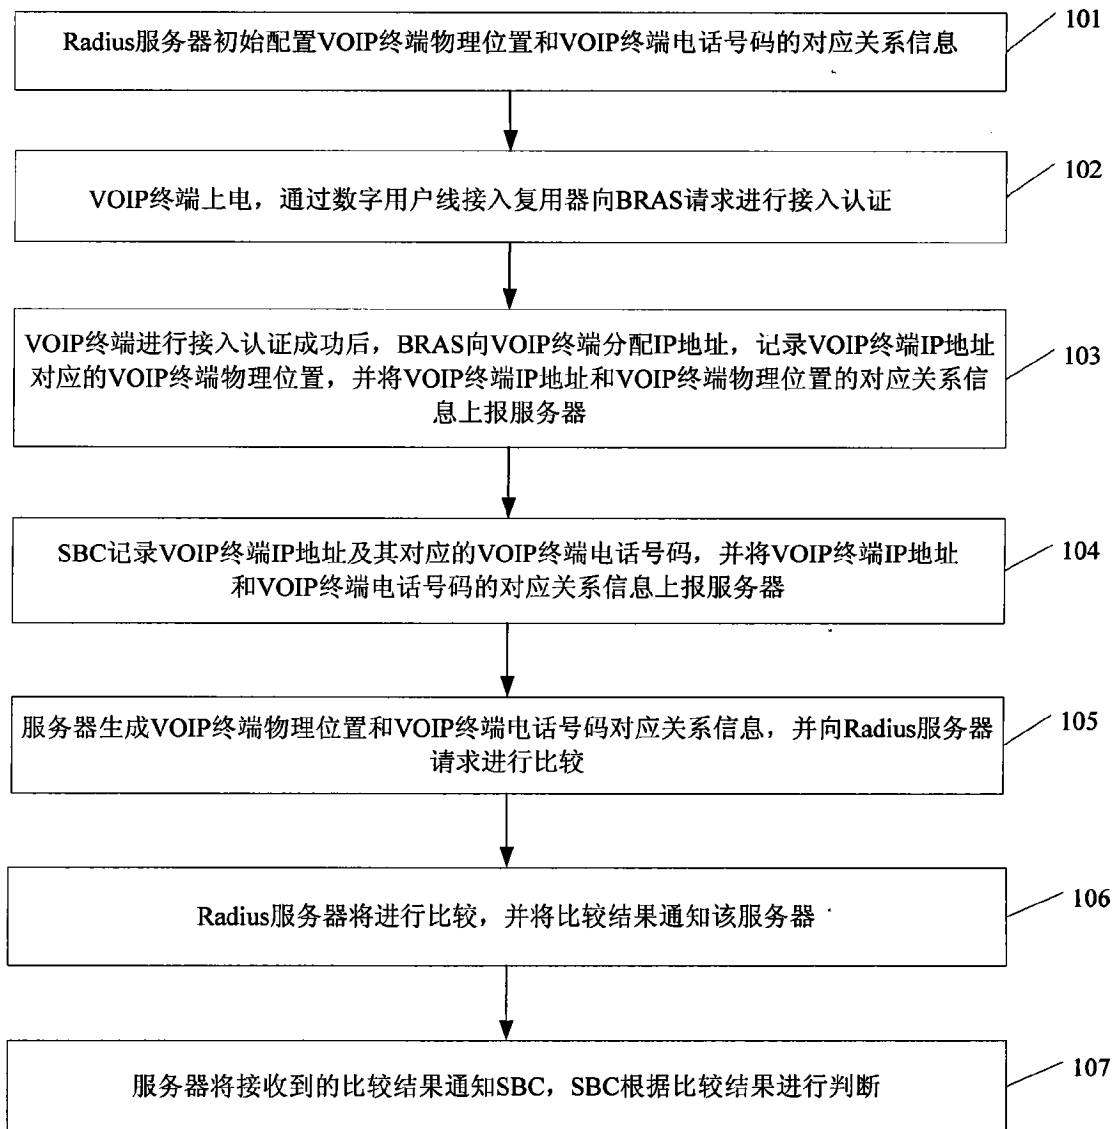 Radius服务器初始配置VOIP终端物理位置和VOIP终端电话号码的对应关系信息
101
VOIP终端上电，通过数字用户线接入复用器向BRAS请求进行接入认证
102
VOIP终端进行接入认证成功后，BRAS向VOIP终端分配IP地址，记录VOIP终端IP地址
对应的VOIP终端物理位置，并将VOIP终端IP地址和VOIP终端物理位置的对应关系信
息上报服务器
103
SBC记录VOIP终端IP地址及其对应的VOIP终端电话号码，并将VOIP终端IP地址
和VOIP终端电话号码的对应关系信息上报服务器
104
服务器生成VOIP终端物理位置和VOIP终端电话号码对应关系信息，并向Radius服务器
请求进行比较
105
Radius服务器将进行比较，并将比较结果通知该服务器
106
服务器将接收到的比较结果通知SBC，SBC根据比较结果进行判断
107